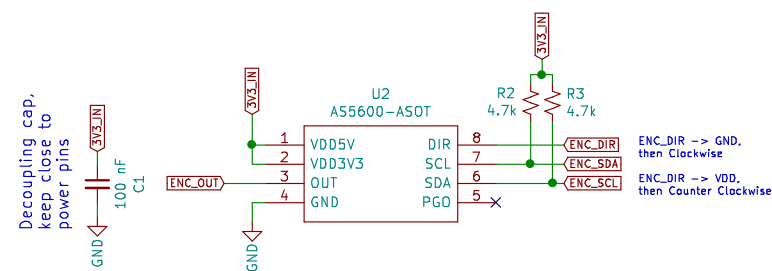 Decoupling cap,
keep close to
power pins
3V3_IN
100 nF
C1
GND
3V3_IN
GND
ENC_OUT
U2
AS5600-ASOT
1 VDD5V
2 VDD3V3
3 OUT
4 GND
DIR 8
SCL 7
SDA 6
PGO 5
3V3_IN
R2
4.7k
R3
4.7k
ENC_DIR
ENC_SDA
ENC_SCL
ENC_DIR -> GND,
then Clockwise
ENC_DIR -> VDD,
then Counter Clockwise